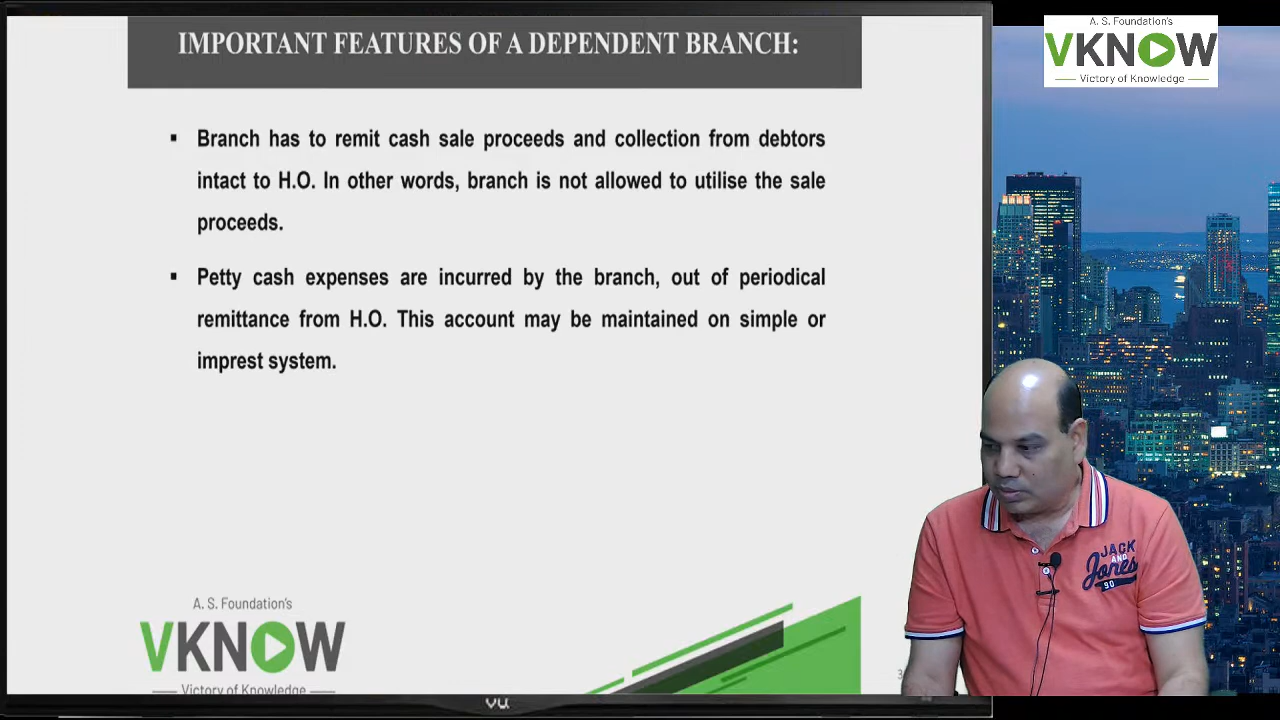 IMPORTANT FEATURES OF A DEPENDENT BRANCH:
▪ Branch has to remit cash sale proceeds and collection from debtors
intact to H.O. In other words, branch is not allowed to utilise the sale
proceeds.
▪ Petty cash expenses are incurred by the branch, out of periodical
remittance from H.O. This account may be maintained on simple or
imprest system.
A. S. Foundation's
VKNOW
Victory of Knowledge
3
vu
A. S. Foundation's
VKNOW
Victory of Knowledge
JACK
AND
Jones
90